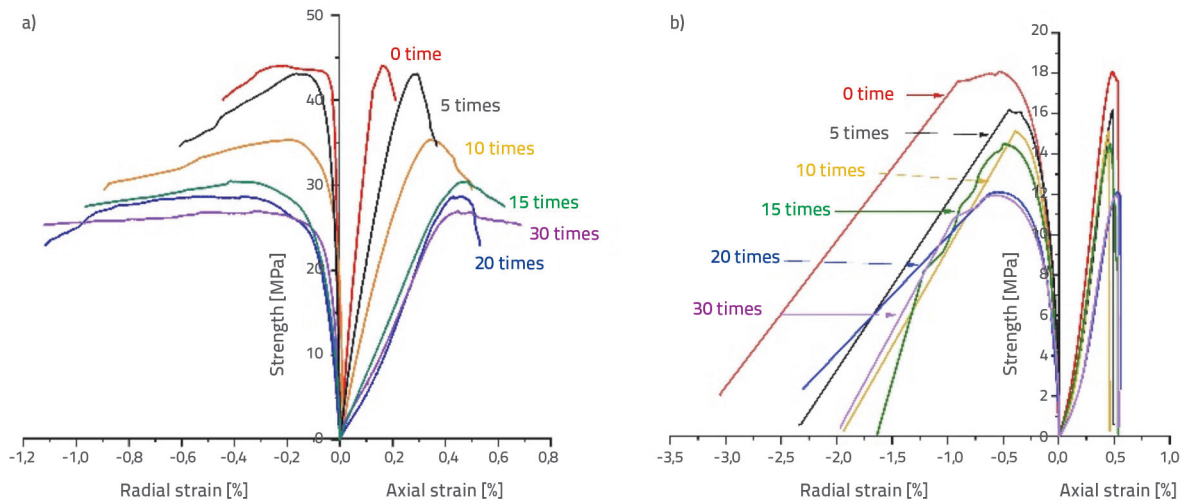 a)
50
40
30
20
10
0
Strength [MPa]
0 time
5 times
10 times
15 times
30 times
20 times
-1,2 -1,0 -0,8 -0,6 -0,4 -0,2 0,0 0,2 0,4 0,6 0,8
Radial strain [%] Axial strain [%]
b)
20
18
16
14
12
10
8
6
4
2
0
Strength [MPa]
0 time
5 times
10 times
15 times
20 times
30 times
-3,5 -3,0 -2,5 -2,0 -1,5 -1,0 -0,5 0,0 0,5 1,0
Radial strain [%] Axial strain [%]